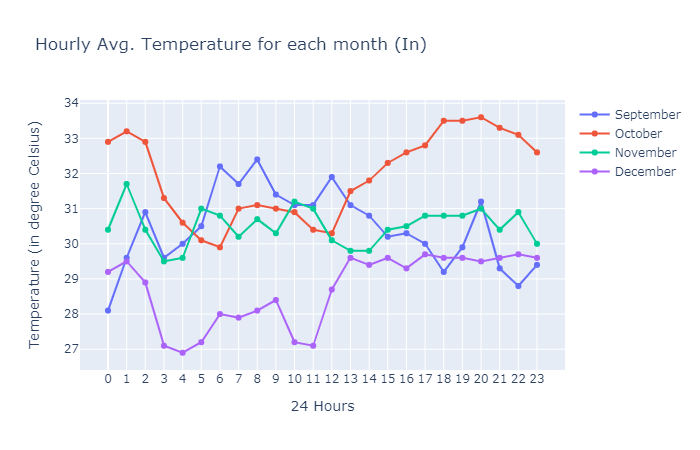 Hourly Avg. Temperature for each month (In)
Temperature (in degree Celsius)
34
33
32
31
30
29
28
27
0 1 2 3 4 5 6 7 8 9 10 11 12 13 14 15 16 17 18 19 20 21 22 23
24 Hours
September
October
November
December